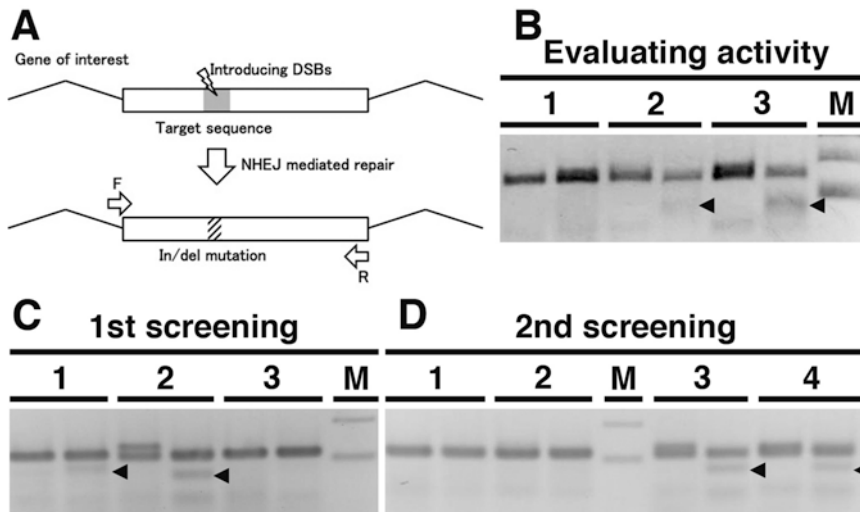 A
Gene of interest
Introducing DSBs
Target sequence
NHEJ mediated repair
F
In/del mutation
R
B
Evaluating activity
1 2 3 M
C
1st screening
1 2 3 M
D
2nd screening
1 2 M 3 4